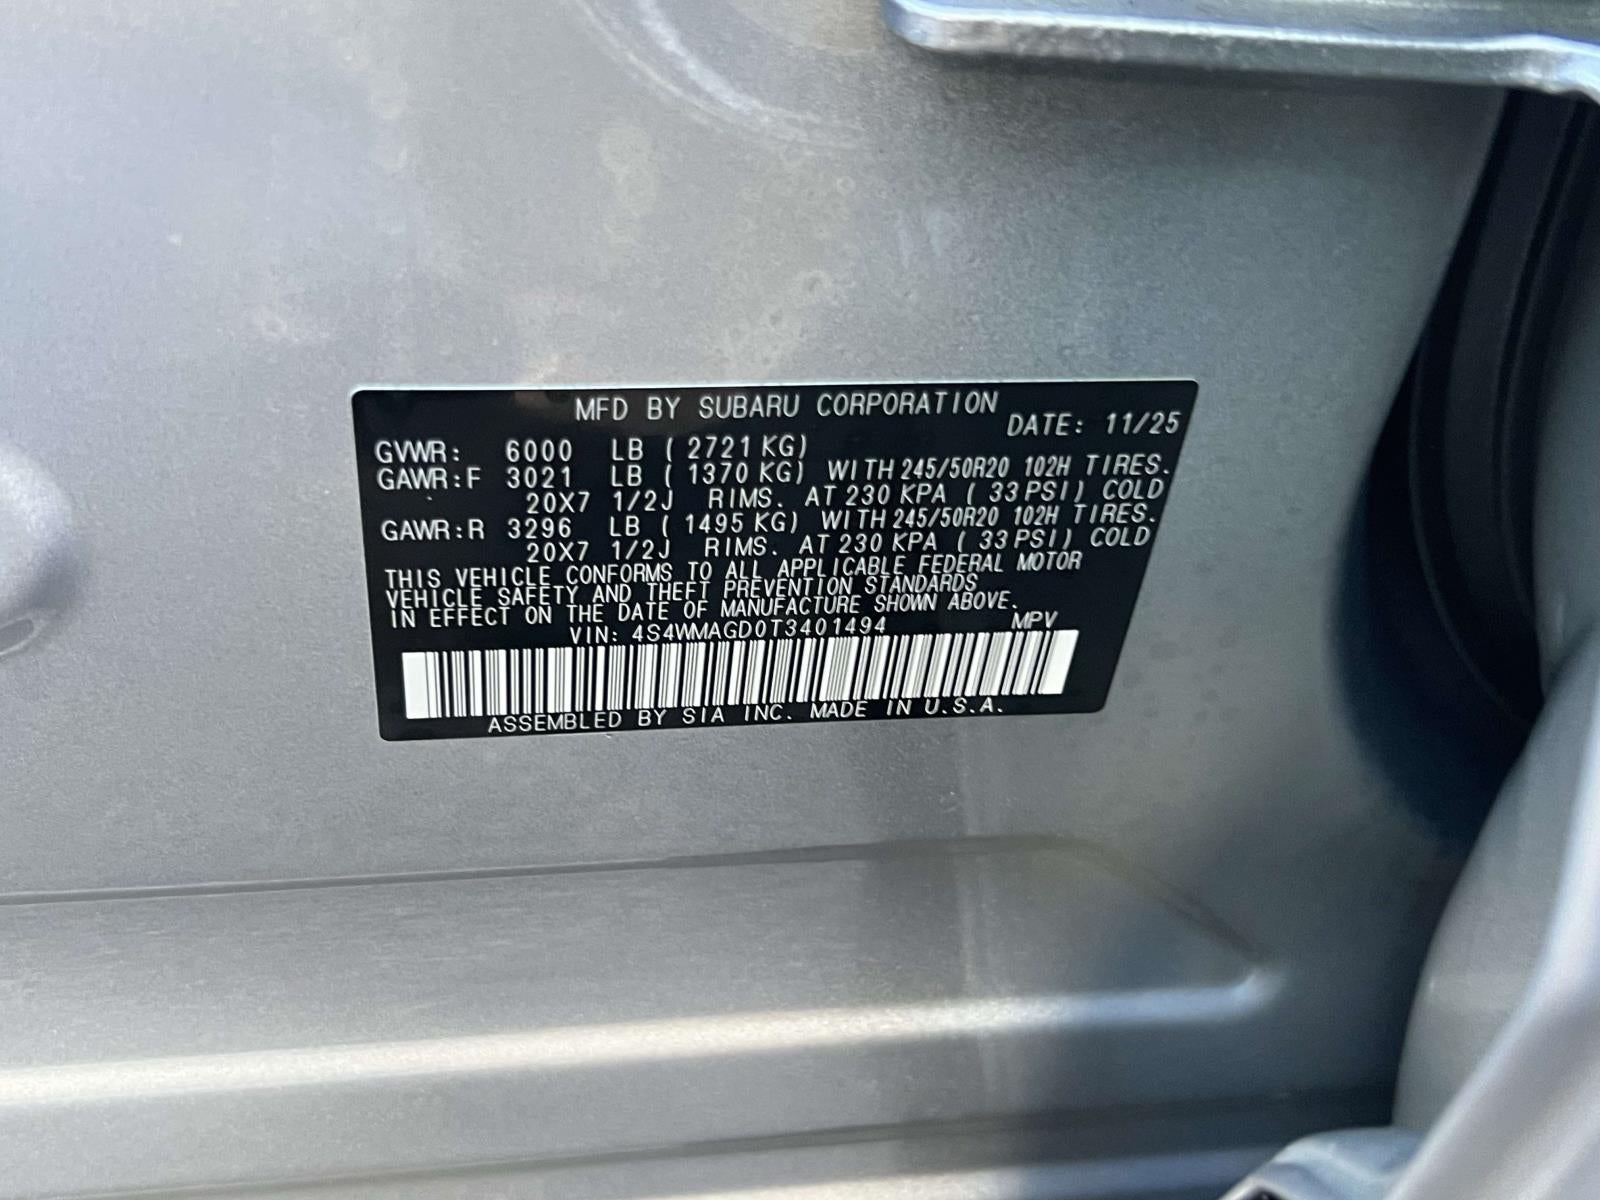 MFD BY SUBARU CORPORATION
DATE: 11/25
GVWR: 6000 LB ( 2721 KG)
GAWR:F 3021 LB ( 1370 KG) WITH 245/50R20 102H TIRES.
20X7 1/2J RIMS. AT 230 KPA ( 33 PSI) COLD
GAWR:R 3296 LB ( 1495 KG) WITH 245/50R20 102H TIRES.
20X7 1/2J RIMS. AT 230 KPA ( 33 PSI) COLD
THIS VEHICLE CONFORMS TO ALL APPLICABLE FEDERAL MOTOR
VEHICLE SAFETY AND THEFT PREVENTION STANDARDS
IN EFFECT ON THE DATE OF MANUFACTURE SHOWN ABOVE.
VIN: 4S4WMAGD0T3401494 MPV
ASSEMBLED BY SIA INC. MADE IN U.S.A.